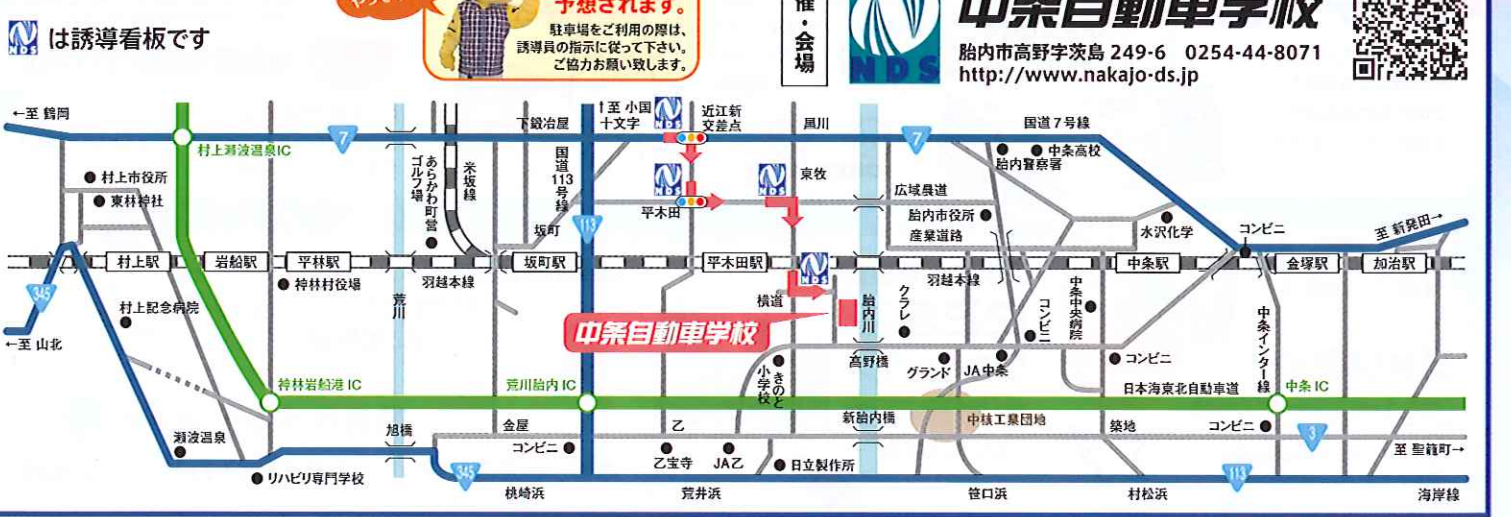 予想されます。
駐車場をご利用の際は、
誘導員の指示に従って下さい。
ご協力お願い致します。
NDS は誘導看板です
催・会場
NDS
中条自動車学校
胎内市高野字茨島 249-6 0254-44-8071
http://www.nakajo-ds.jp
←至 鶴岡
下鍛冶屋
↑至 小国
十文字
NDS
近江新
交差点
黒川
国道7号線
7
7
村上瀬波温泉IC
あらかわ町営
ゴルフ場
米坂線
国道113号線
中条高校
胎内警察署
村上市役所
東林神社
NDS
NDS
東牧
広域農道
平木田
胎内市役所
坂町
113
産業道路
水沢化学
コンビニ
至 新発田→
村上駅
岩船駅
平林駅
坂町駅
平木田駅
NDS
中条駅
金塚駅
加治駅
345
神林村役場
荒川
羽越本線
羽越本線
横道
胎内川
クラレ
コンビニ
中条中央病院
中条インター線
村上記念病院
中条自動車学校
←至 山北
高野橋
グランド
JA中条
コンビニ
きのと
小学校
神林岩船港 IC
荒川胎内 IC
日本海東北自動車道
中条 IC
瀬波温泉
旭橋
金屋
乙
新胎内橋
中核工業団地
築地
コンビニ
3
コンビニ
乙宝寺
JA乙
日立製作所
至 聖籠町→
リハビリ専門学校
345
桃崎浜
荒井浜
笹口浜
村松浜
113
海岸線